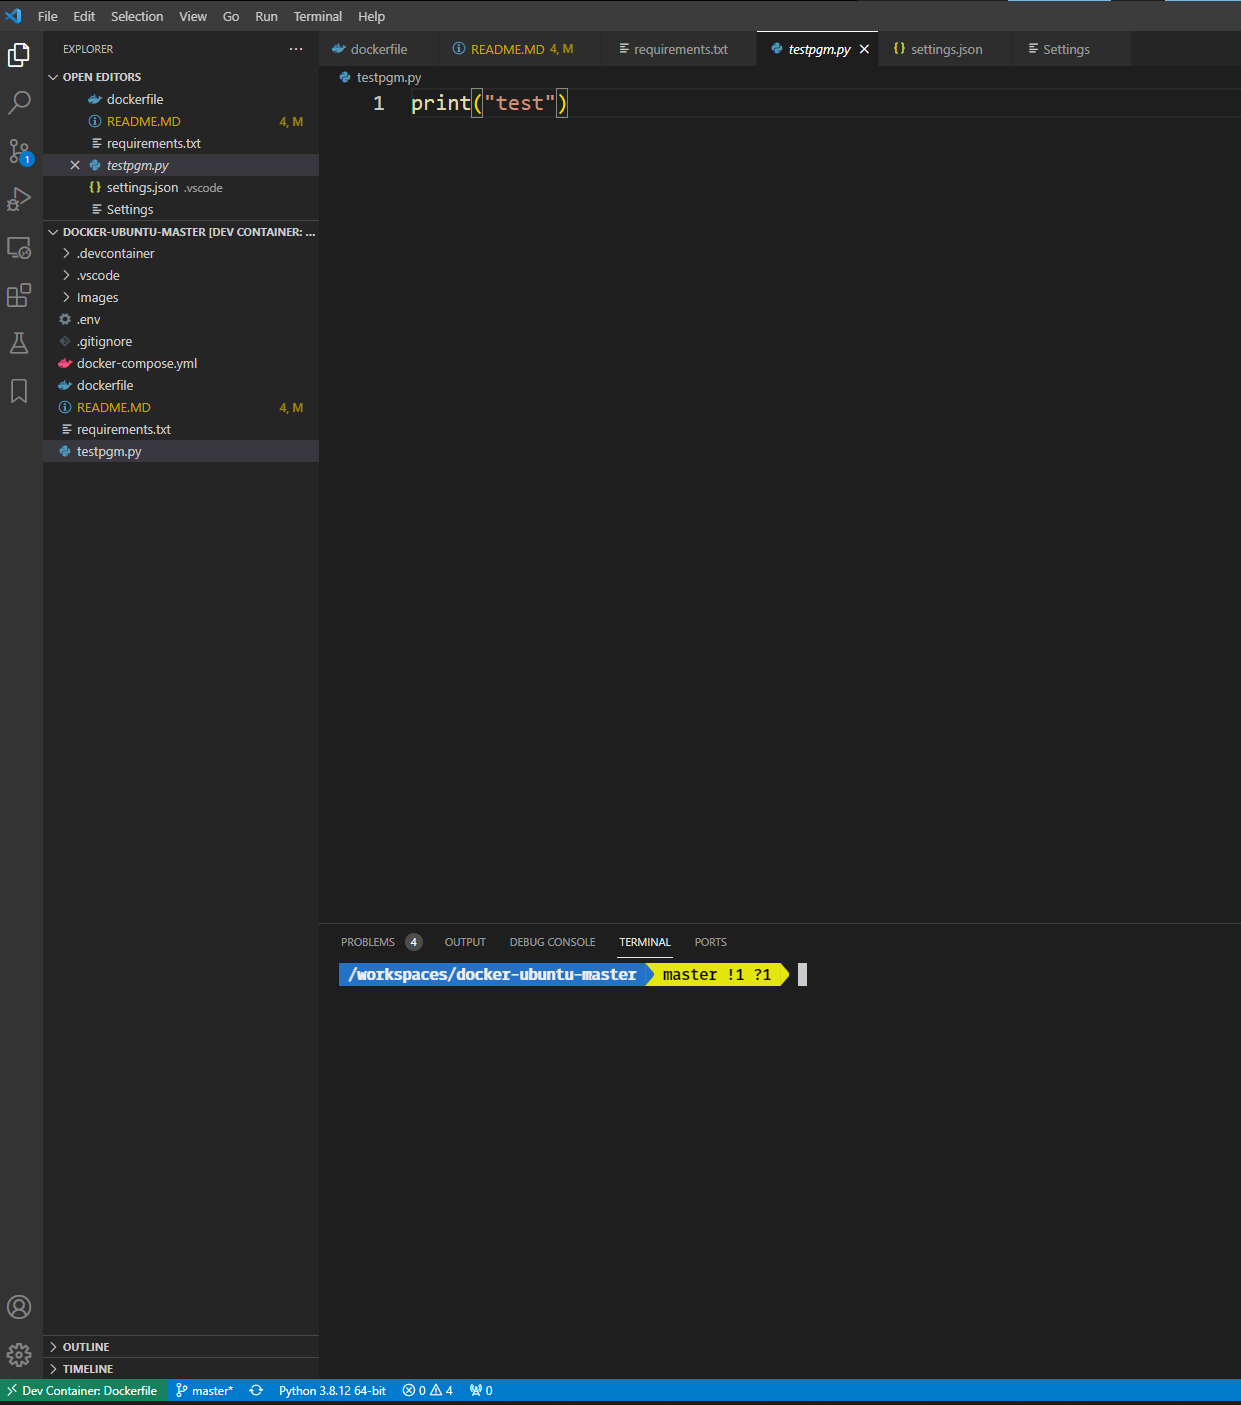 File Edit Selection View Go Run Terminal Help
EXPLORER ...
OPEN EDITORS
dockerfile
README.MD 4, M
requirements.txt
testpgm.py
settings.json .vscode
Settings
DOCKER-UBUNTU-MASTER [DEV CONTAINER: ...
.devcontainer
.vscode
Images
.env
.gitignore
docker-compose.yml
dockerfile
README.MD 4, M
requirements.txt
testpgm.py
OUTLINE
TIMELINE
1
dockerfile README.MD 4, M requirements.txt testpgm.py settings.json Settings
testpgm.py
1 print("test")
PROBLEMS 4 OUTPUT DEBUG CONSOLE TERMINAL PORTS
/workspaces/docker-ubuntu-master master !1 ?1
Dev Container: Dockerfile master* Python 3.8.12 64-bit 0 4 0